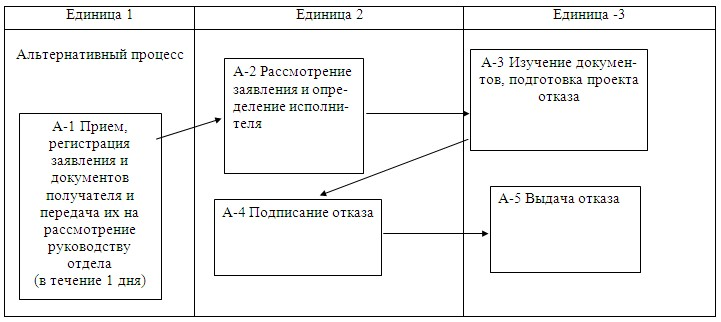 Единица 1
Единица 2
Единица -3
Альтернативный процесс
А-1 Прием,
регистрация
заявления и
документов
получателя и
передача их на
рассмотрение
руководству
отдела
(в течение 1 дня)
А-2 Рассмотрение
заявления и опре-
деление исполни-
теля
А-3 Изучение докумен-
тов, подготовка проекта
отказа
А-4 Подписание отказа
А-5 Выдача отказа